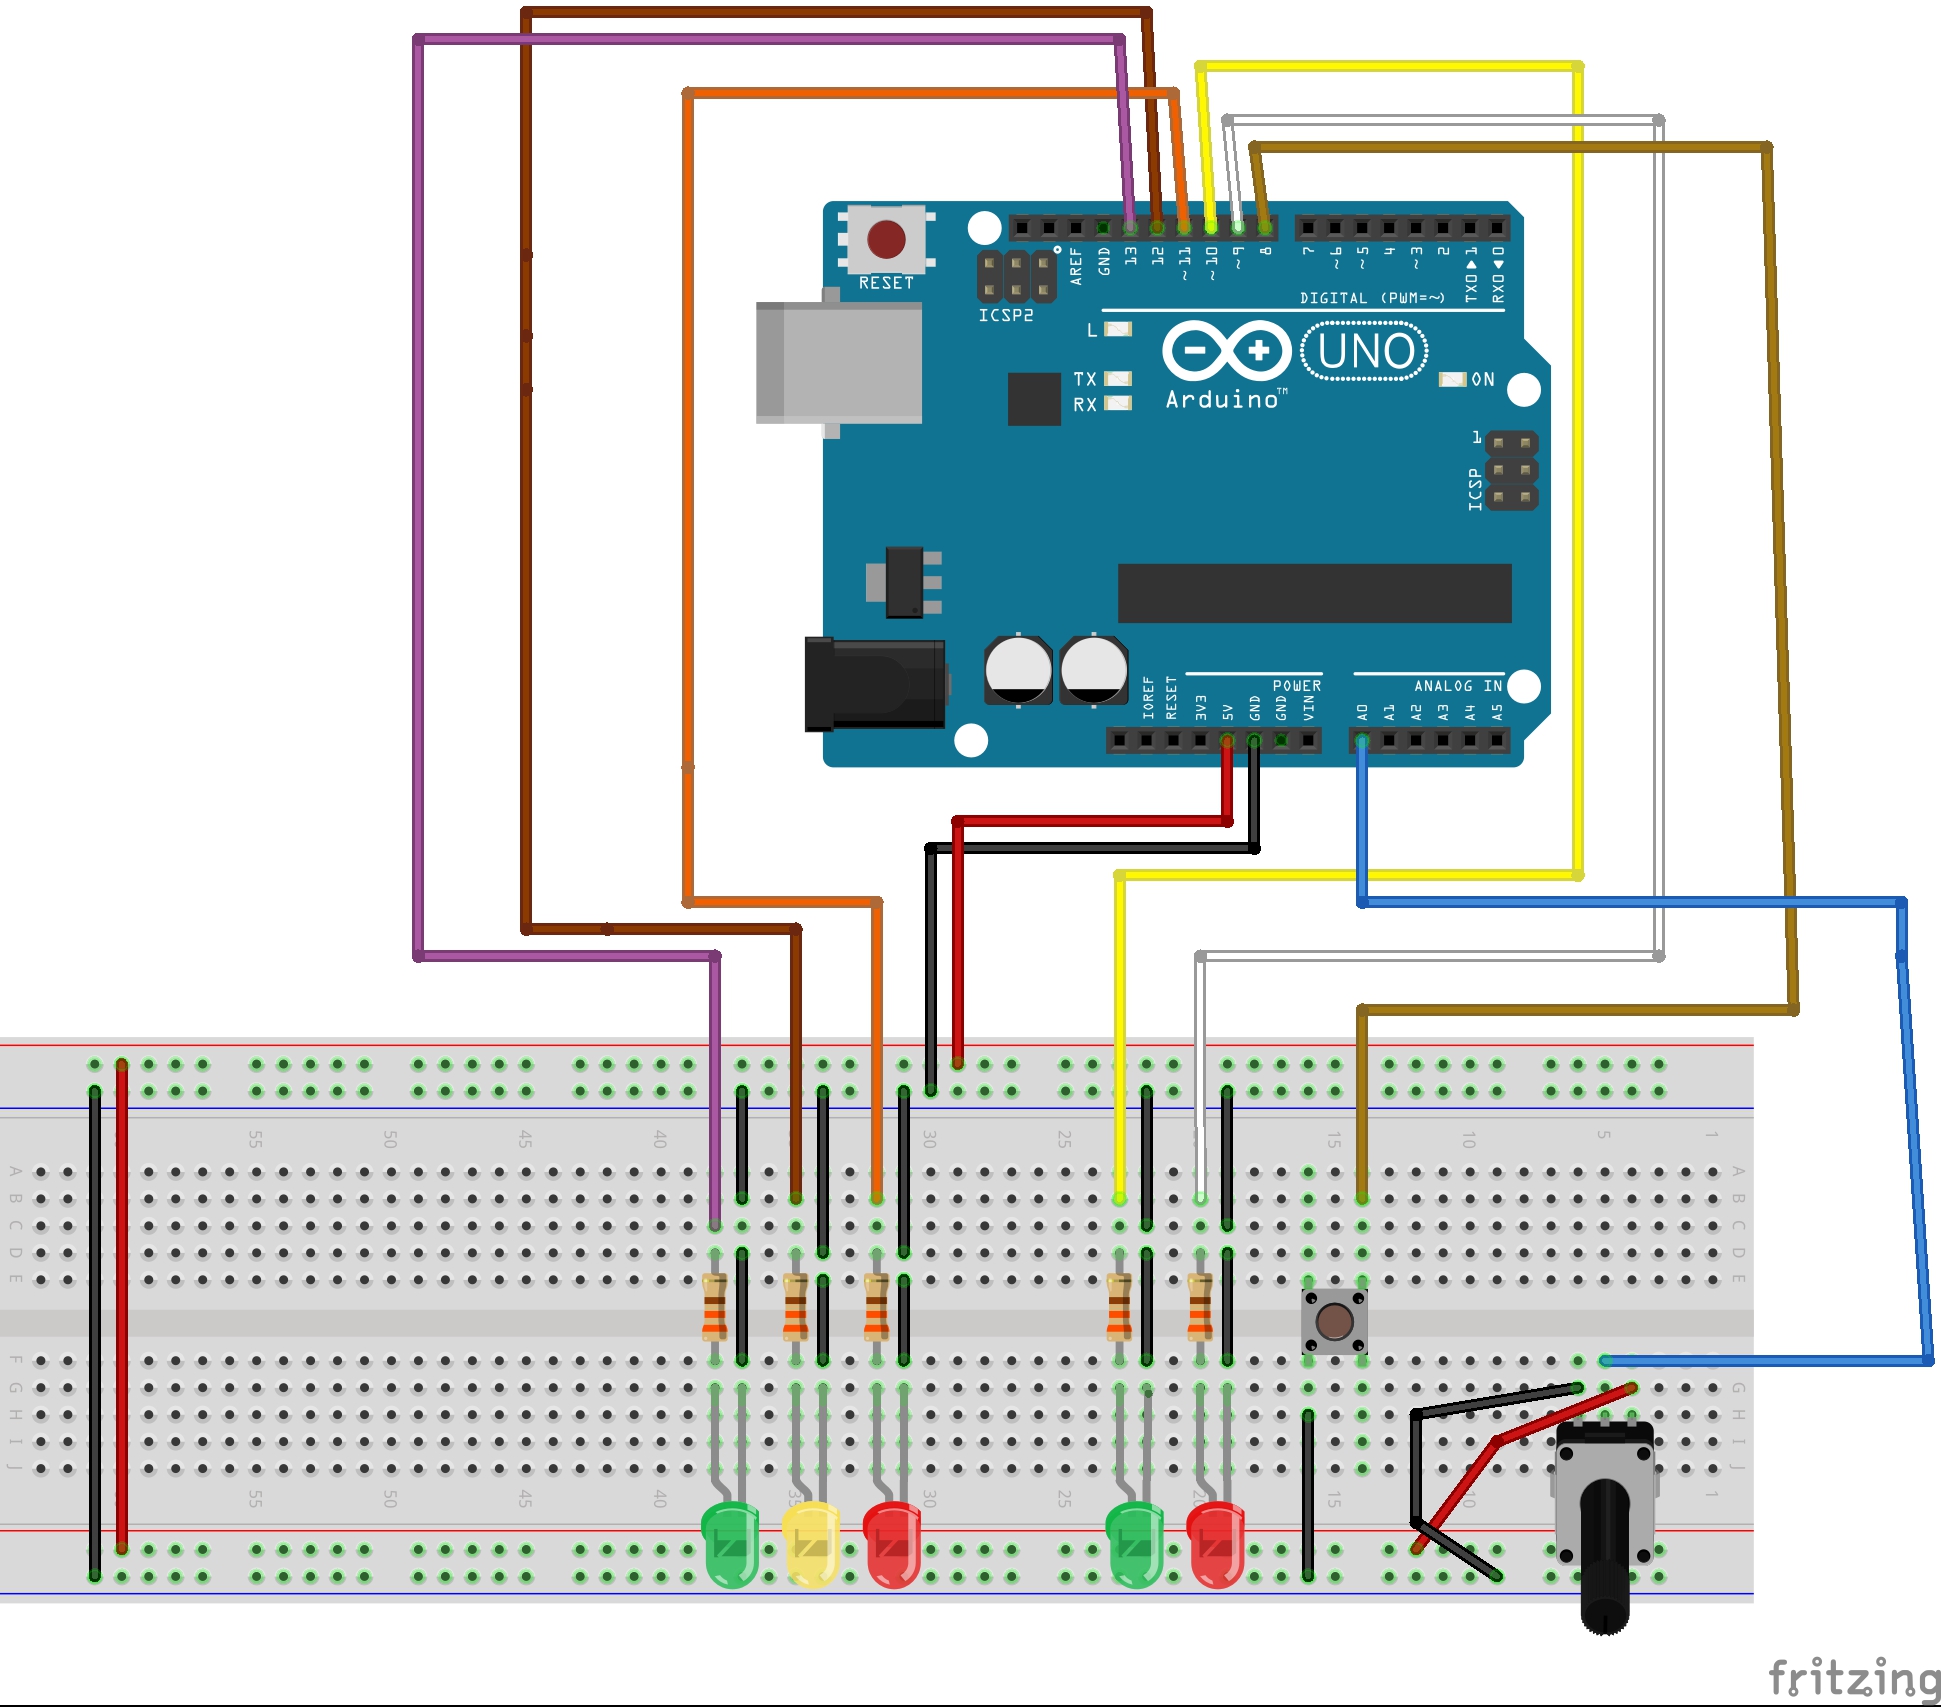 RESET
ICSP2
AREF
GND
13
12
~11
~10
~9
8
7
~6
~5
4
~3
2
TX0▶1
RX0◀0
DIGITAL (PWM=~)
L
TX
RX
Arduino™
UNO
ON
1
ICSP
IOREF
RESET
3V3
5V
GND
GND
VIN
POWER
A0
A1
A2
A3
A4
A5
ANALOG IN
55 50 45 40 30 25 15 10 5 1
A A
B B
C C
D D
E E
F F
G G
H H
I I
J J
55 50 40 30 25 15 10 1
fritzing